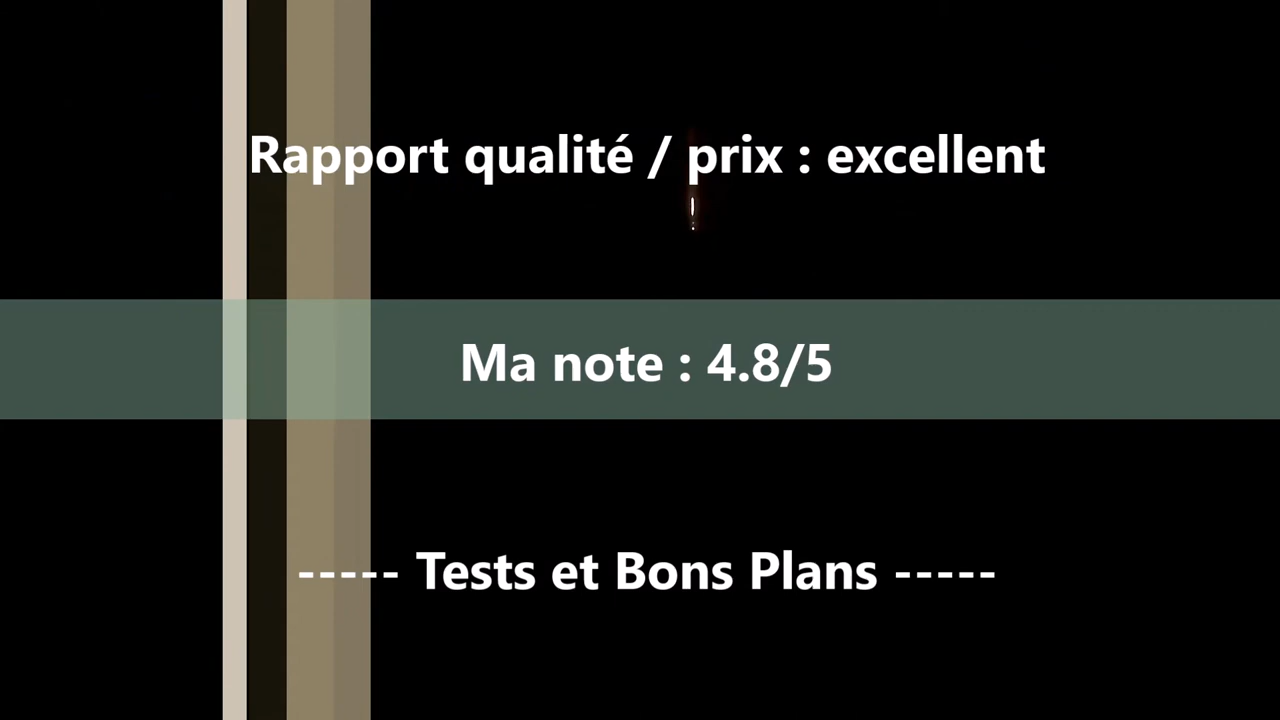 Rapport qualité / prix : excellent
Ma note : 4.8/5
----- Tests et Bons Plans -----